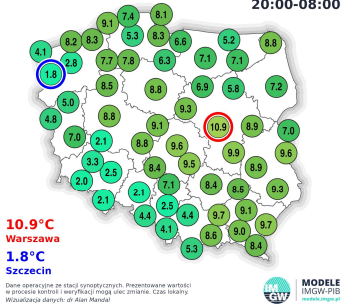 20:00-08:00
9.1 7.4 8.1
8.2 8.3 5.3 8.3 6.6 5.2 8.8
4.1 2.8 7.7 7.8 6.3 7.1 7.1
1.8 8.5 8.8 6.9 5.8 7.2
5.0 9.3
4.8 8.8 9.1 10.9 8.9 7.0
7.0 2.1 8.8 9.6 9.9 9.6
3.3 2.5 8.4 9.5
2.0 2.1 7.1 8.4 8.5 9.3
2.1 2.5 9.7 9.1
4.4 4.4 9.7
4.1 8.6 9.0
5.3 8.4
10.9°C
Warszawa
1.8°C
Szczecin
Dane operacyjne ze stacji synoptycznych. Prezentowane wartości
w procesie kontroli i weryfikacji mogą ulec zmianie. Czas lokalny.
Wizualizacja danych: dr Alan Mandal
IM
GW
MODELE
IMGW-PIB
modele.imgw.pl